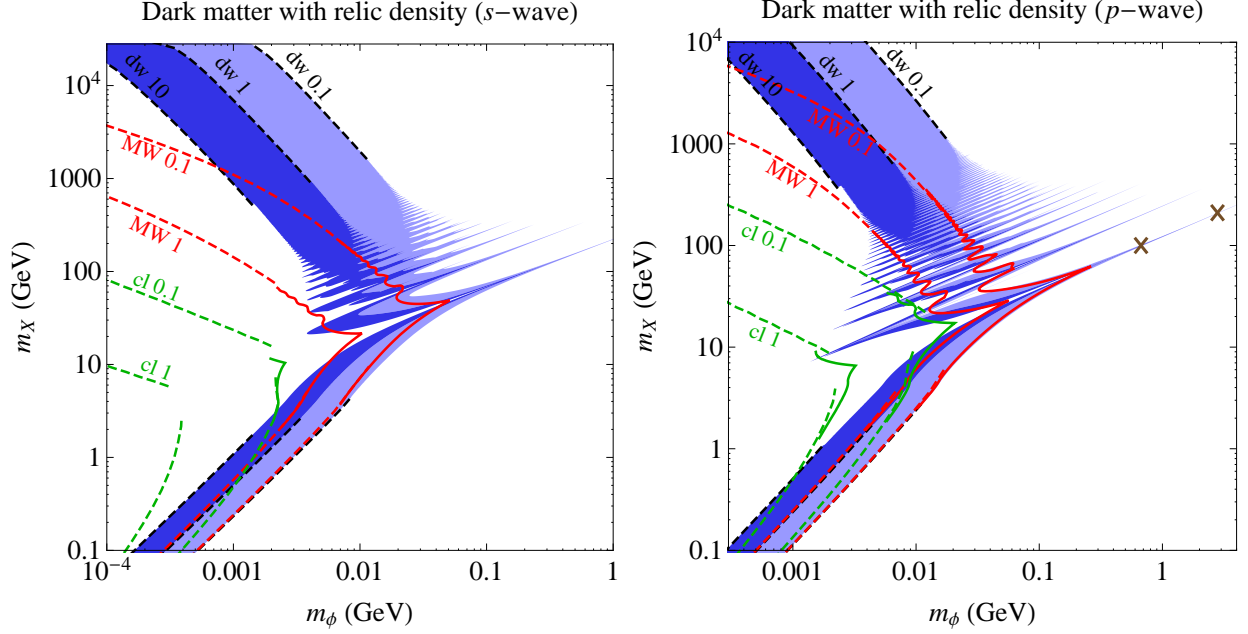 Dark matter with relic density (s−wave)
10⁴
1000
100
10
1
0.1
m_X (GeV)
dw 10
dw 1
dw 0.1
MW 0.1
MW 1
cl 0.1
cl 1
10⁻⁴
0.001
0.01
0.1
1
m_ϕ (GeV)
Dark matter with relic density (p−wave)
10⁴
1000
100
10
1
0.1
m_X (GeV)
dw 10
dw 1
dw 0.1
MW 0.1
MW 1
cl 0.1
cl 1
X
X
0.001
0.01
0.1
1
m_ϕ (GeV)